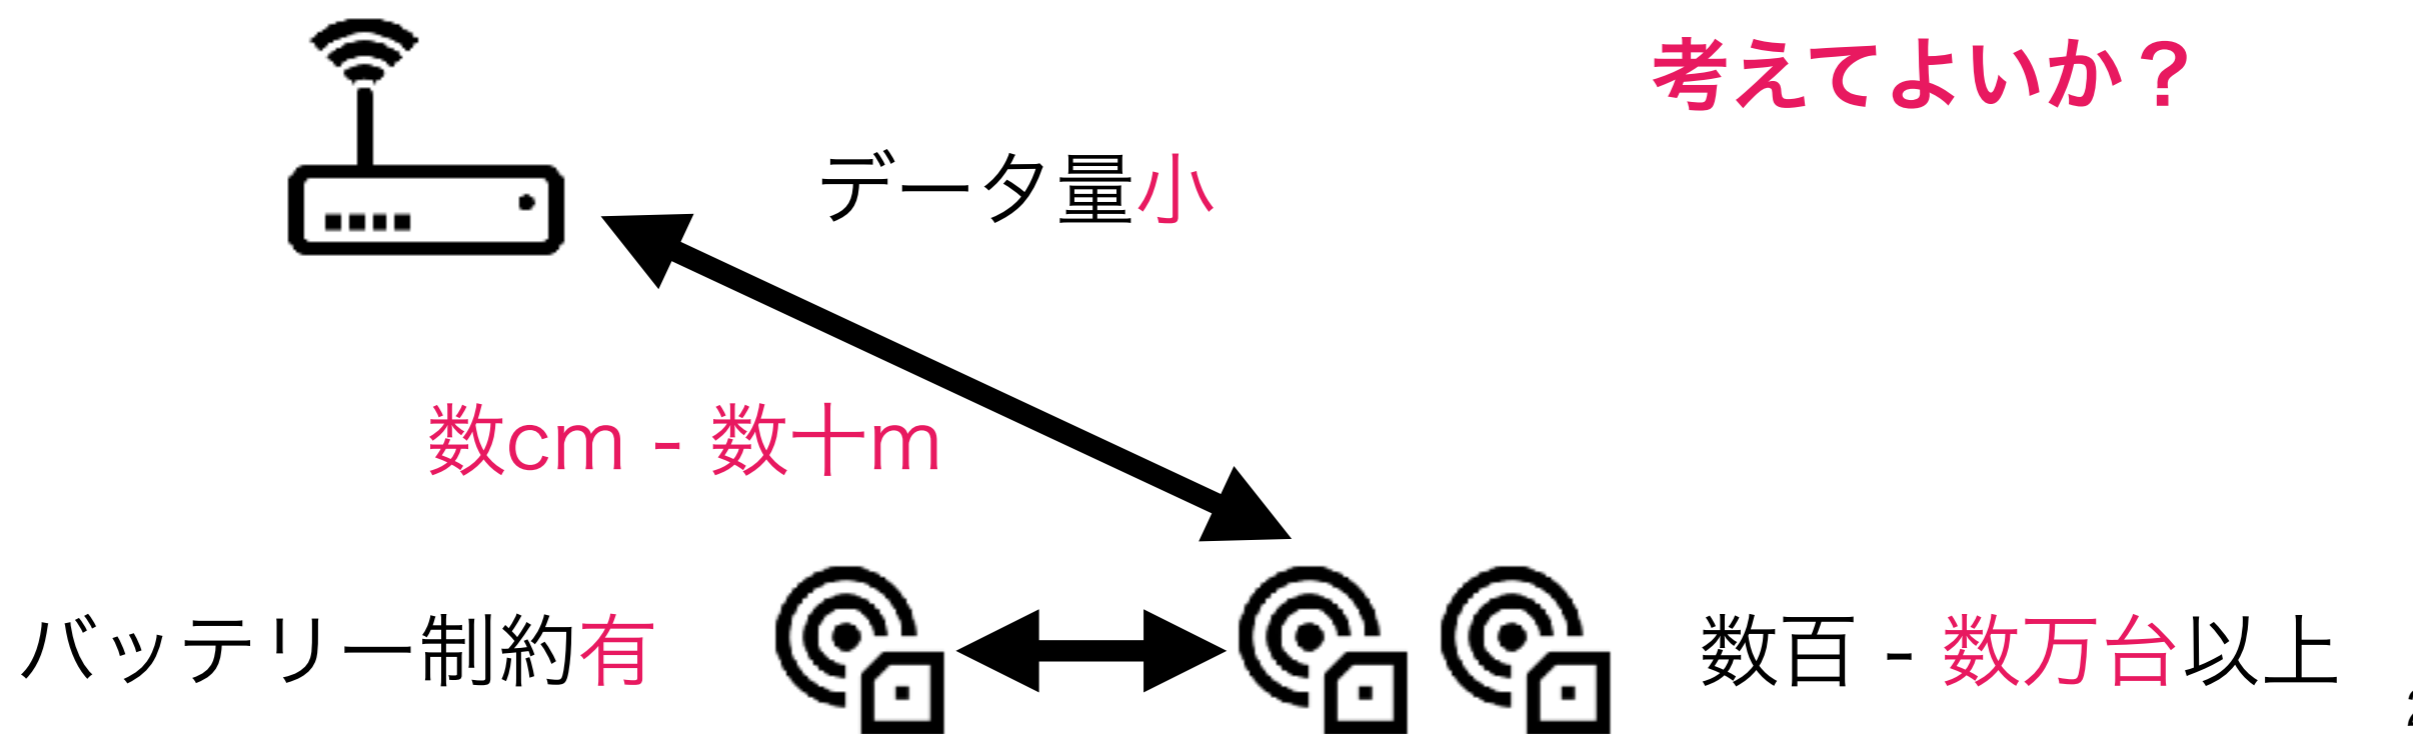 考えてよいか？
データ量小
数cm - 数十m
バッテリー制約有
数百 - 数万台以上